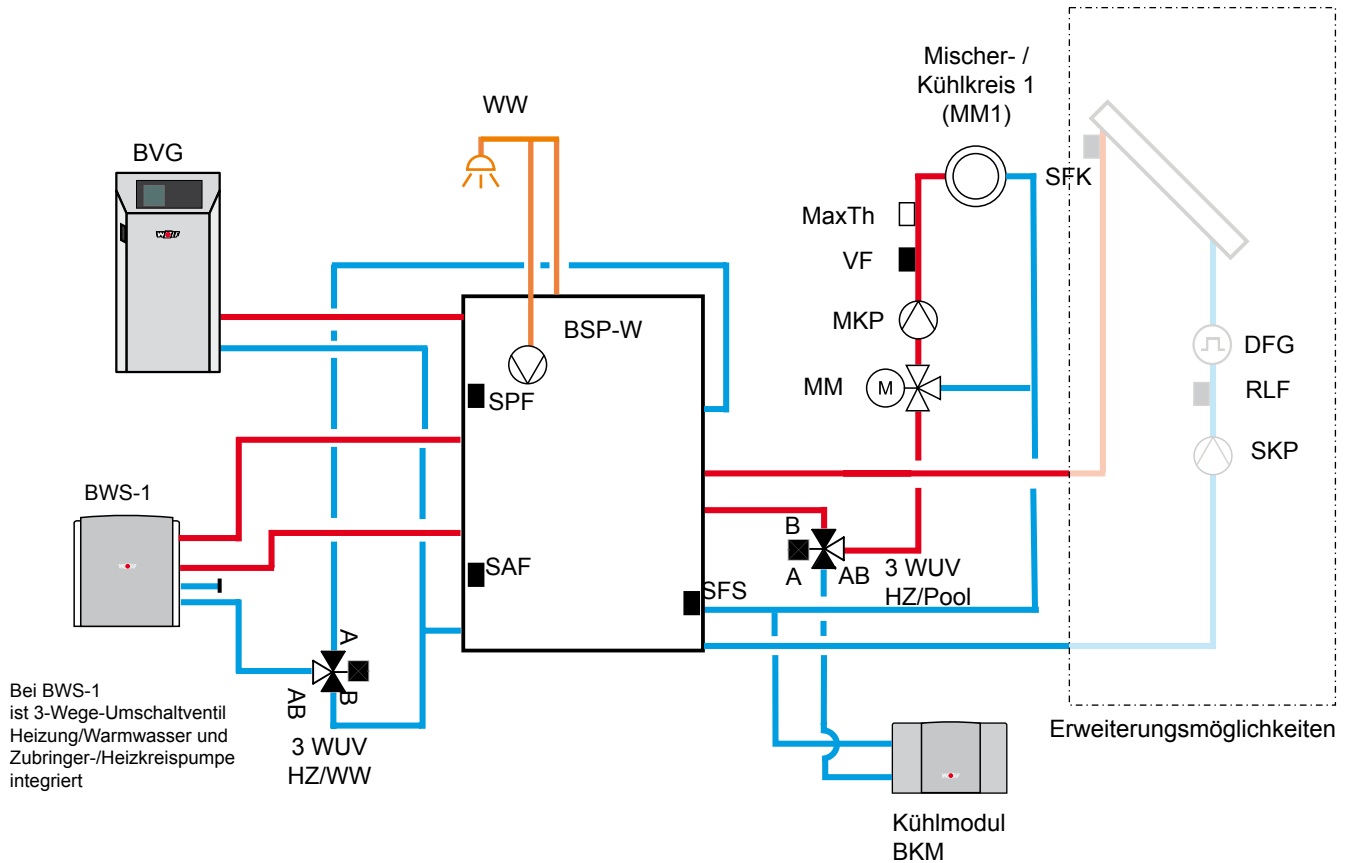 Mischer- /
Kühlkreis 1
(MM1)
WW
BVG
WOLF
SFK
MaxTh
VF
MKP
BSP-W
DFG
MM
M
RLF
SPF
SKP
BWS-1
B
A
AB
3 WUV
HZ/Pool
SAF
SFS
A
B
AB
3 WUV
HZ/WW
Bei BWS-1
ist 3-Wege-Umschaltventil
Heizung/Warmwasser und
Zubringer-/Heizkreispumpe
integriert
Erweiterungsmöglichkeiten
Kühlmodul
BKM